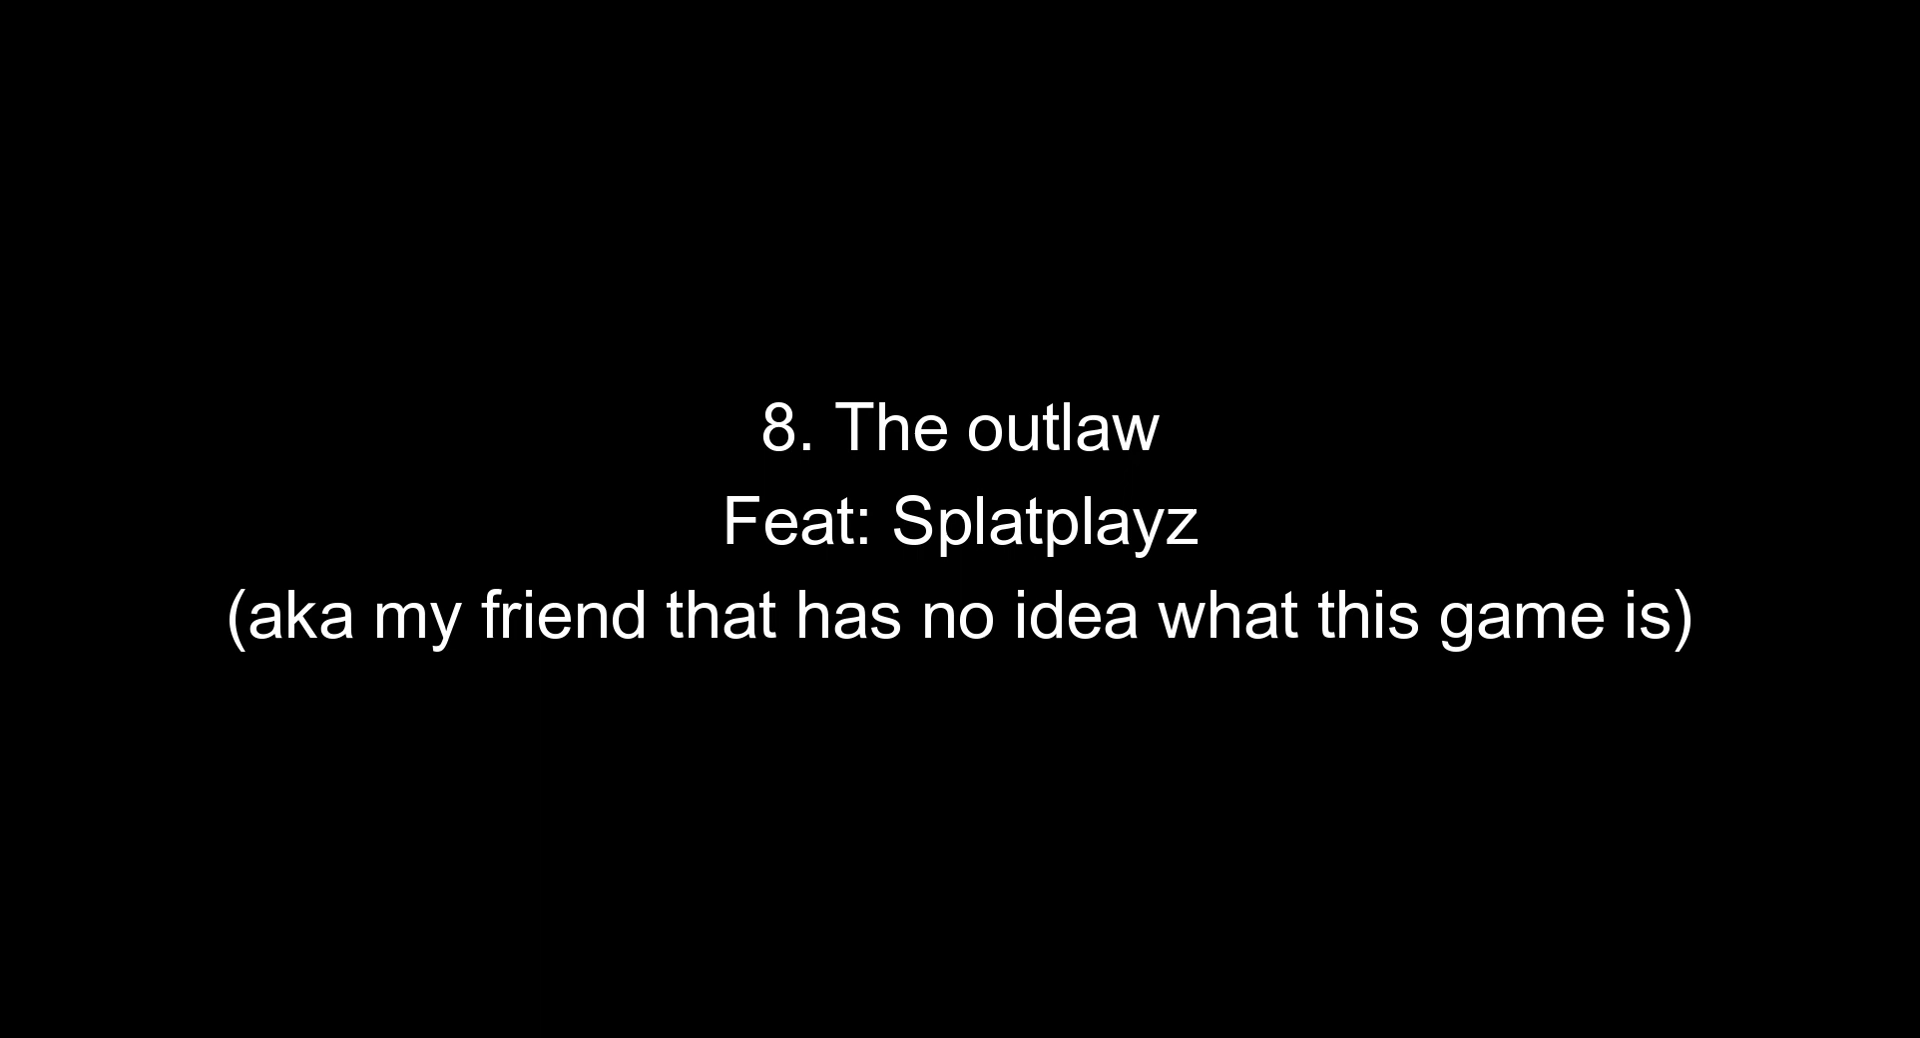 8. The outlaw
Feat: Splatplayz
(aka my friend that has no idea what this game is)